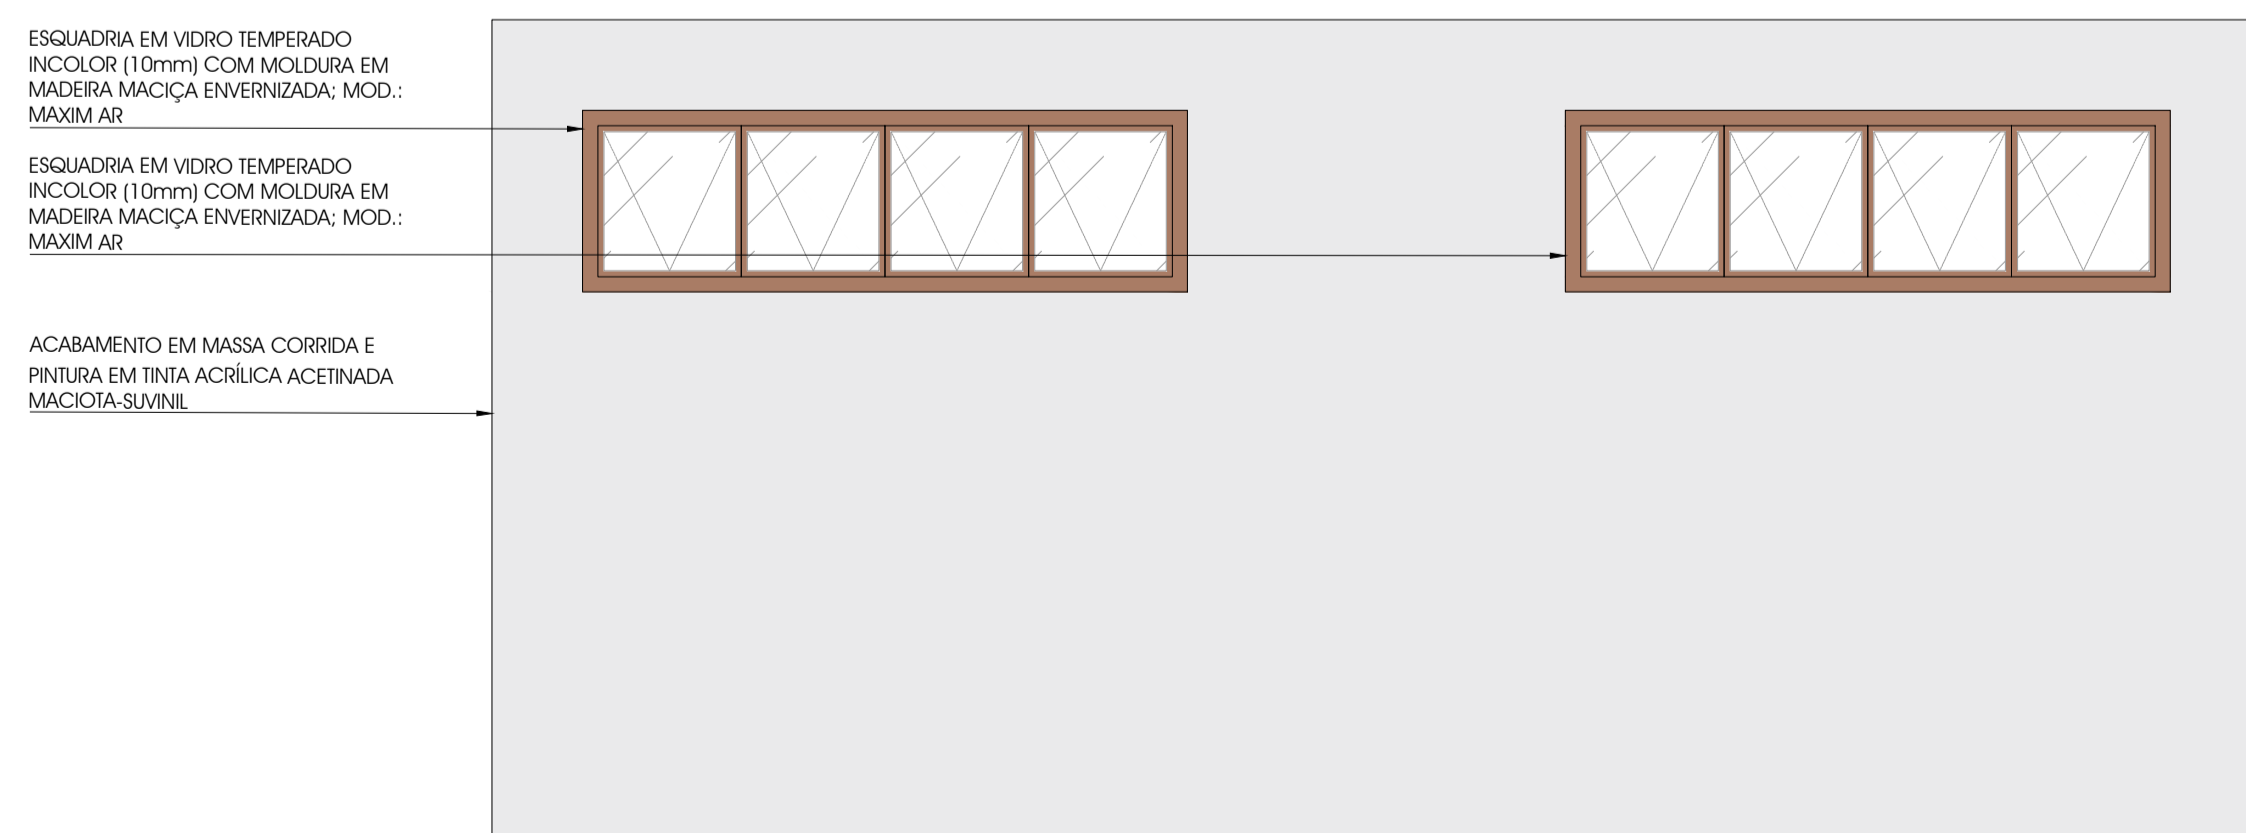 ESQUADRIA EM VIDRO TEMPERADO
INCOLOR (10mm) COM MOLDURA EM
MADEIRA MACIÇA ENVERNIZADA; MOD.:
MAXIM AR
ESQUADRIA EM VIDRO TEMPERADO
INCOLOR (10mm) COM MOLDURA EM
MADEIRA MACIÇA ENVERNIZADA; MOD.:
MAXIM AR
ACABAMENTO EM MASSA CORRIDA E
PINTURA EM TINTA ACRÍLICA ACETINADA
MACIOTA-SUVINIL